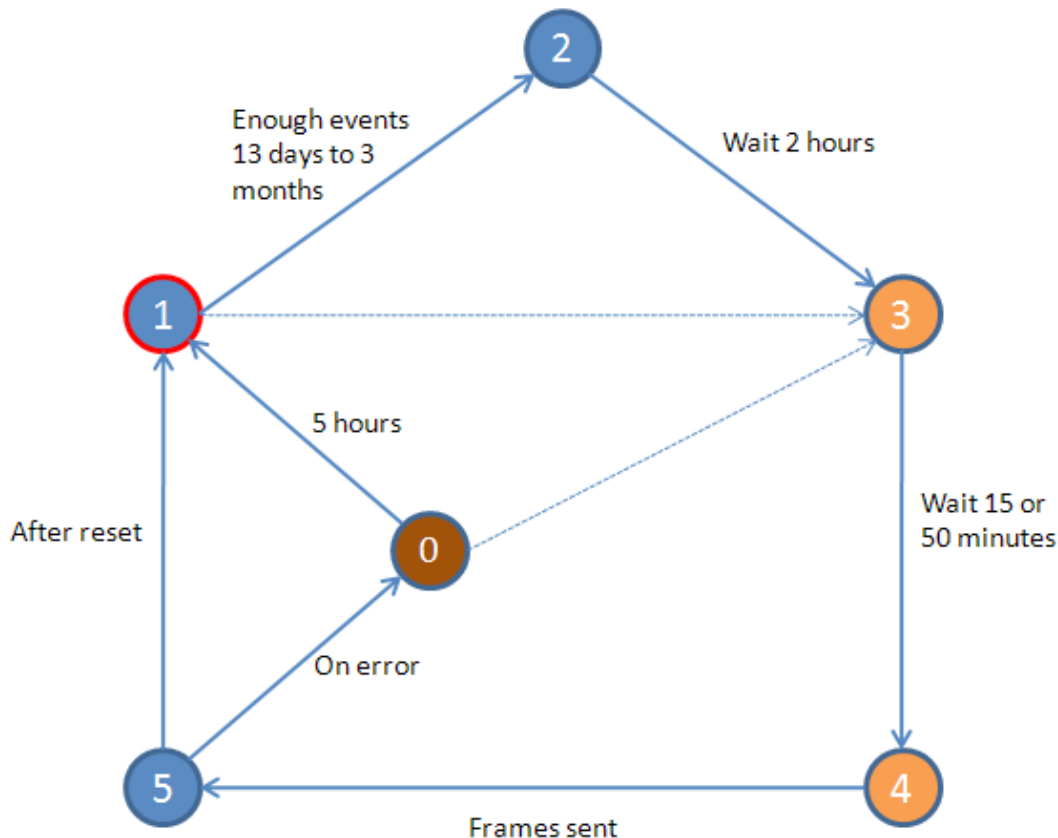 2
Enough events
13 days to 3
months
Wait 2 hours
1
3
5 hours
After reset
0
Wait 15 or
50 minutes
On error
5
4
Frames sent